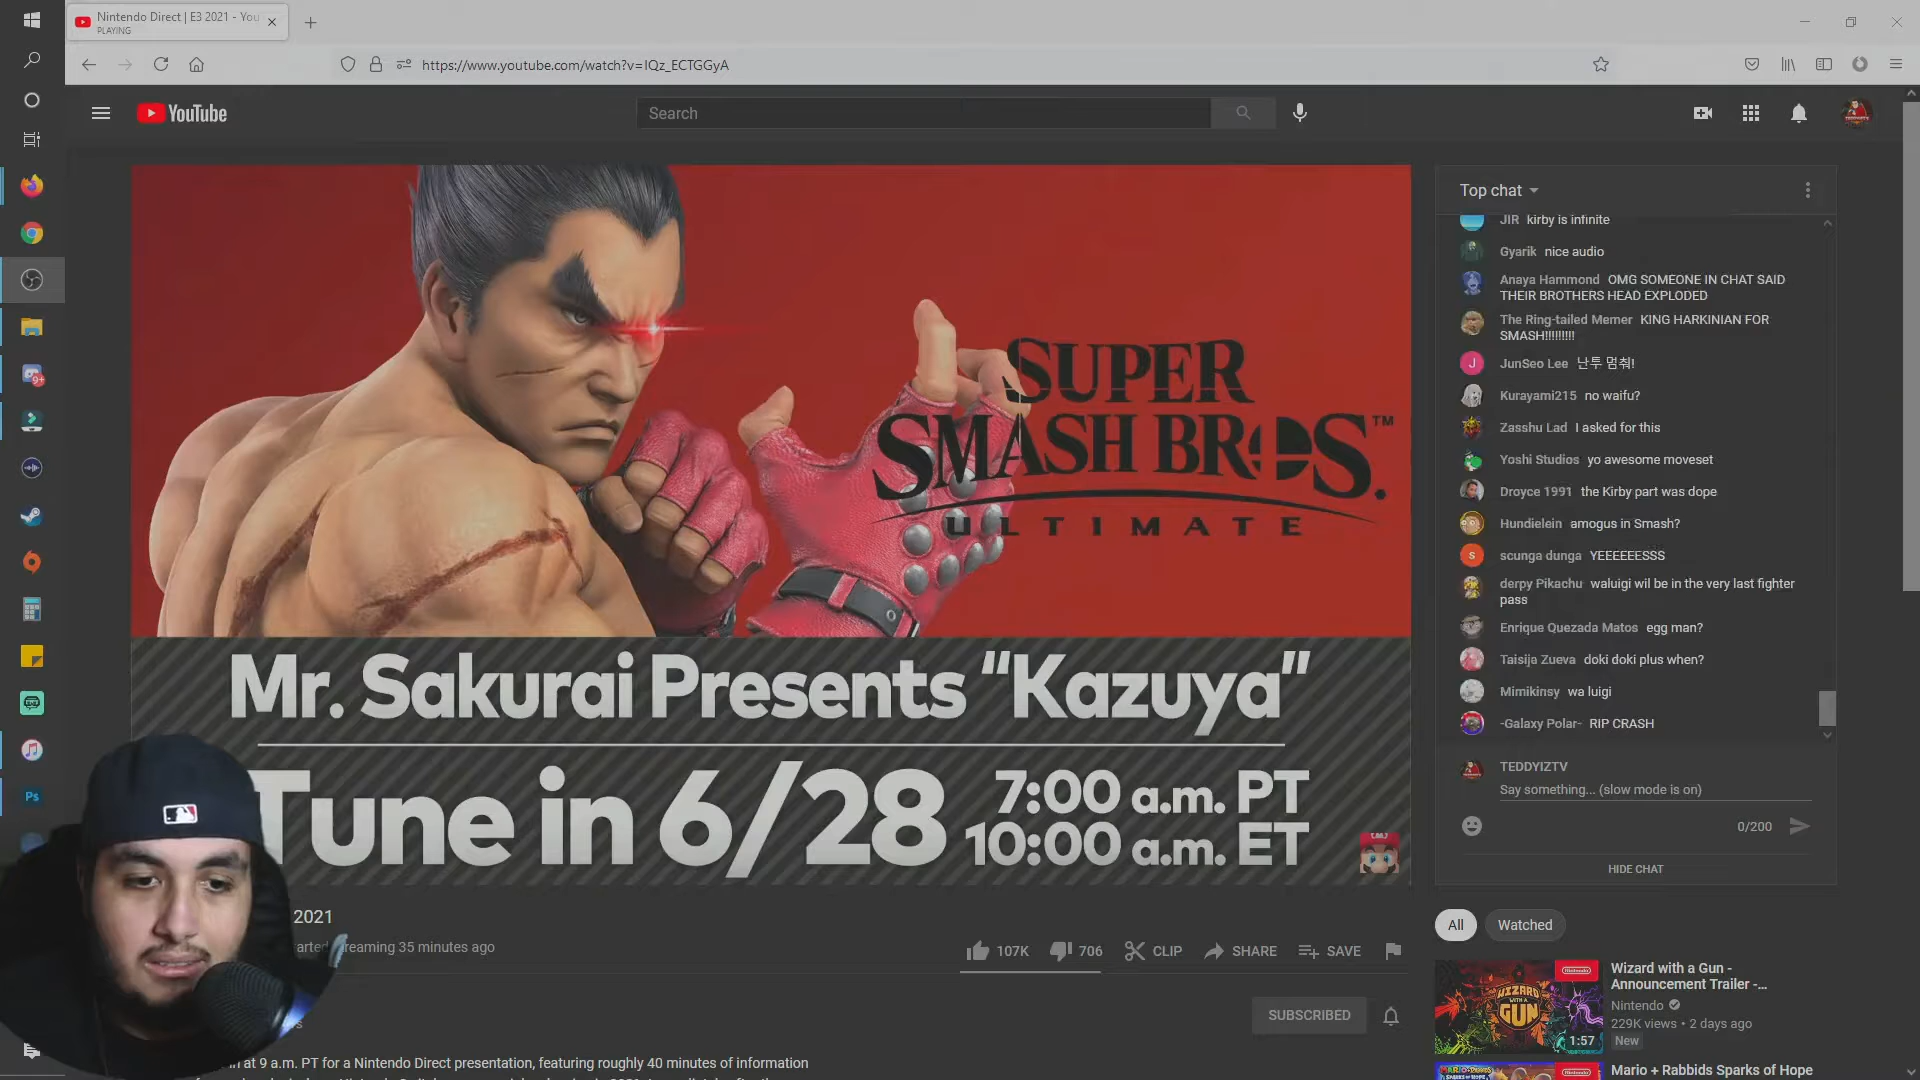 Nintendo Direct | E3 2021 - You
PLAYING
https://www.youtube.com/watch?v=IQz_ECTGGyA
YouTube
Search
SUPER
SMASH BROS.™
ULTIMATE
Mr. Sakurai Presents “Kazuya”
Tune in 6/28
7:00 a.m. PT
10:00 a.m. ET
Top chat
JIR kirby is infinite
Gyarik nice audio
Anaya Hammond OMG SOMEONE IN CHAT SAID
THEIR BROTHERS HEAD EXPLODED
The Ring-tailed Memer KING HARKINIAN FOR
SMASH!!!!!!!!!
JunSeo Lee 난투 멈춰!
Kurayami215 no waifu?
Zasshu Lad I asked for this
Yoshi Studios yo awesome moveset
Droyce 1991 the Kirby part was dope
Hundielein amogus in Smash?
scunga dunga YEEEEEESSS
derpy Pikachu waluigi wil be in the very last fighter
pass
Enrique Quezada Matos egg man?
Taisija Zueva doki doki plus when?
Mimikinsy wa luigi
-Galaxy Polar- RIP CRASH
TEDDYIZTV
Say something... (slow mode is on)
0/200
HIDE CHAT
2021
streaming 35 minutes ago
107K
706
CLIP
SHARE
SAVE
SUBSCRIBED
at 9 a.m. PT for a Nintendo Direct presentation, featuring roughly 40 minutes of information
All
Watched
WIZARD
WITH A
GUN
Nintendo
1:57
Wizard with a Gun -
Announcement Trailer -...
Nintendo
229K views • 2 days ago
New
Mario + Rabbids Sparks of Hope
9+
Ps